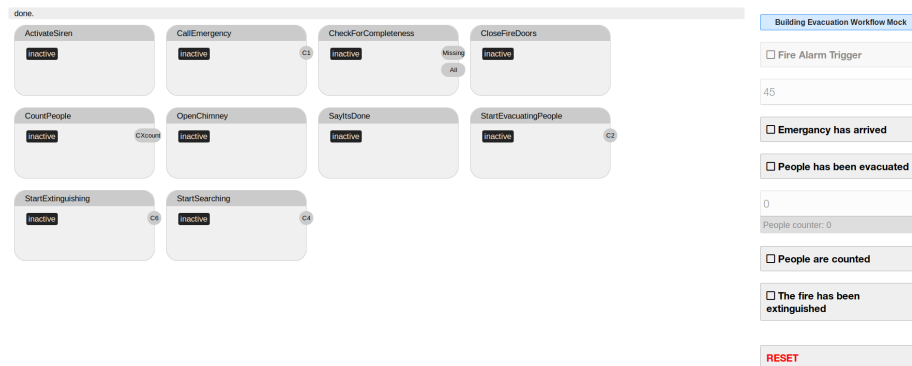 done.
ActivateSiren
inactive
CallEmergency
inactive
C1
CheckForCompleteness
inactive
Missing
All
CloseFireDoors
inactive
CountPeople
inactive
CXcount
OpenChimney
inactive
SayItsDone
inactive
StartEvacuatingPeople
inactive
C2
StartExtinguishing
inactive
C6
StartSearching
inactive
C4
Building Evacuation Workflow Mock
Fire Alarm Trigger
45
Emergancy has arrived
People has been evacuated
0
People counter: 0
People are counted
The fire has been
extinguished
RESET